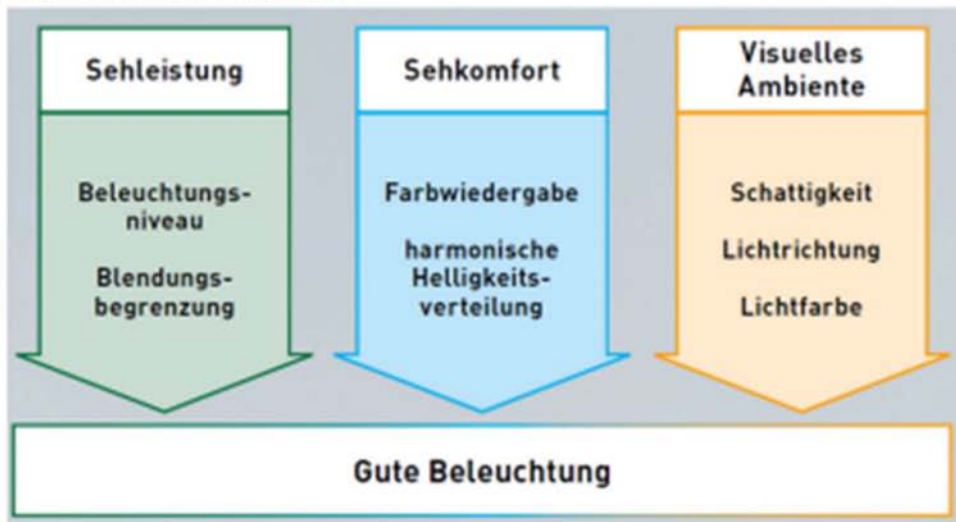 Sehleistung
Beleuchtungs-
niveau
Blendungs-
begrenzung
Sehkomfort
Farbwiedergabe
harmonische
Helligkeits-
verteilung
Visuelles
Ambiente
Schattigkeit
Lichtrichtung
Lichtfarbe
Gute Beleuchtung